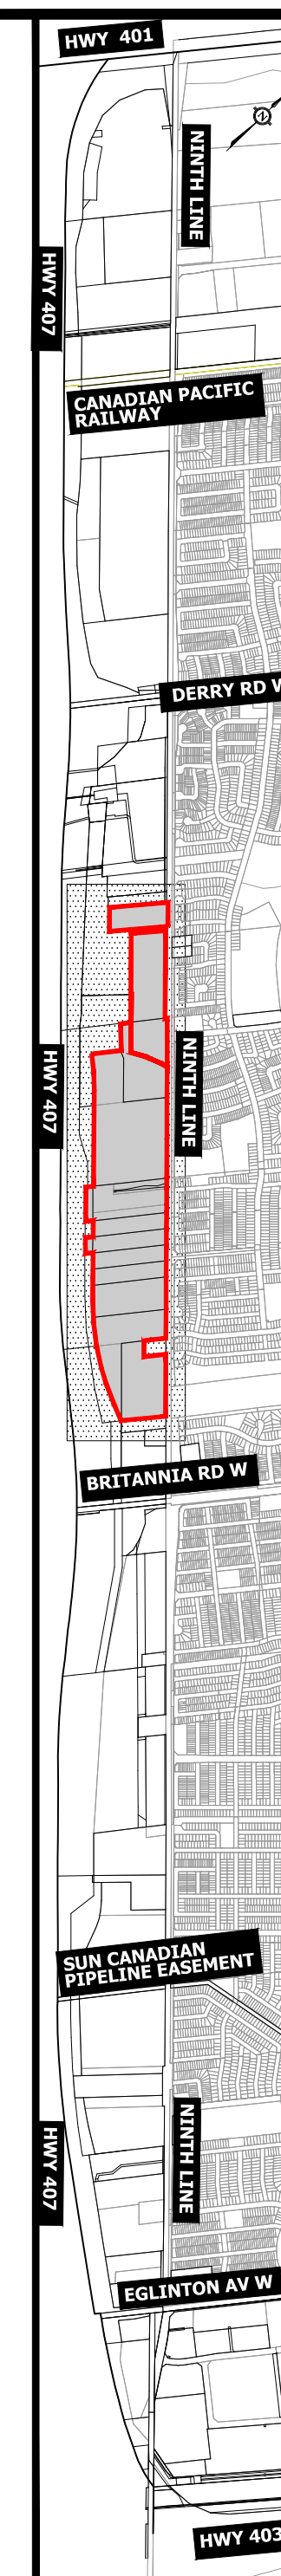 HWY 401
NINTH LINE
HWY 407
CANADIAN PACIFIC
RAILWAY
DERRY RD W
NINTH LINE
HWY 407
BRITANNIA RD W
SUN CANADIAN
PIPELINE EASEMENT
NINTH LINE
HWY 407
EGLINTON AV W
HWY 403